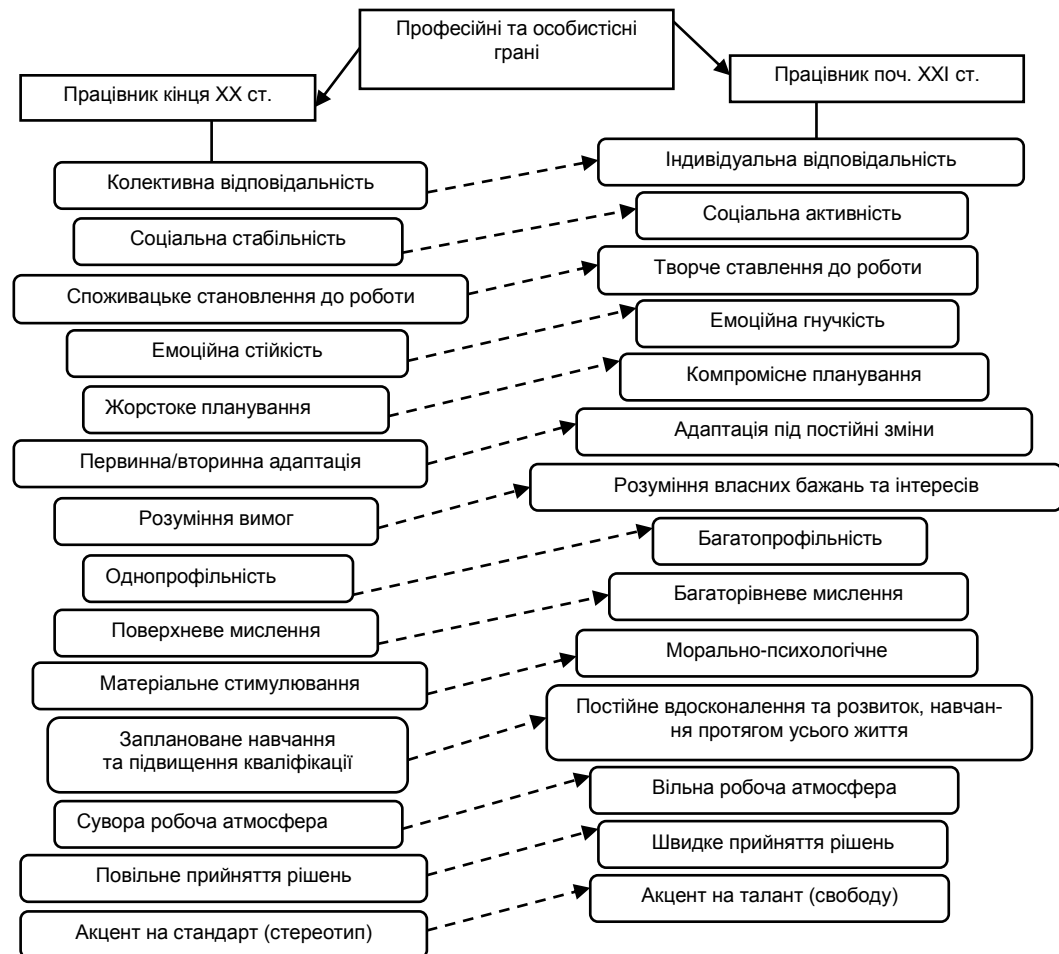 Професійні та особистісні
грані
Працівник кінця ХХ ст.
Працівник поч. ХХІ ст.
Колективна відповідальність
Індивідуальна відповідальність
Соціальна стабільність
Соціальна активність
Споживацьке становлення до роботи
Творче ставлення до роботи
Емоційна стійкість
Емоційна гнучкість
Жорстоке планування
Компромісне планування
Первинна/вторинна адаптація
Адаптація під постійні зміни
Розуміння вимог
Розуміння власних бажань та інтересів
Однопрофільність
Багатопрофільність
Поверхневе мислення
Багаторівневе мислення
Матеріальне стимулювання
Морально-психологічне
Заплановане навчання
та підвищення кваліфікації
Постійне вдосконалення та розвиток, навчан-
ня протягом усього життя
Сувора робоча атмосфера
Вільна робоча атмосфера
Повільне прийняття рішень
Швидке прийняття рішень
Акцент на стандарт (стереотип)
Акцент на талант (свободу)